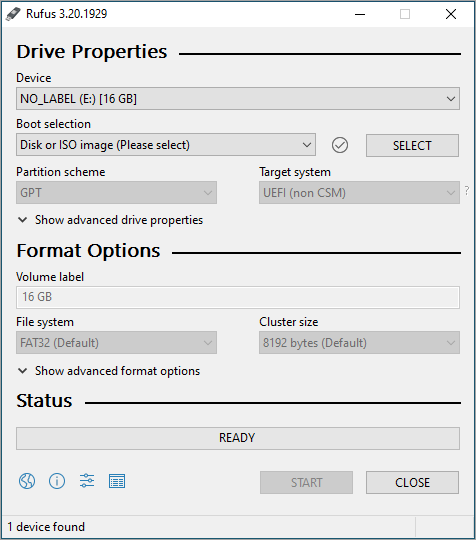 Rufus 3.20.1929
Drive Properties
Device
NO_LABEL (E:) [16 GB]
Boot selection
Disk or ISO image (Please select)
SELECT
Partition scheme
Target system
GPT
UEFI (non CSM)
?
Show advanced drive properties
Format Options
Volume label
16 GB
File system
Cluster size
FAT32 (Default)
8192 bytes (Default)
Show advanced format options
Status
READY
START
CLOSE
1 device found